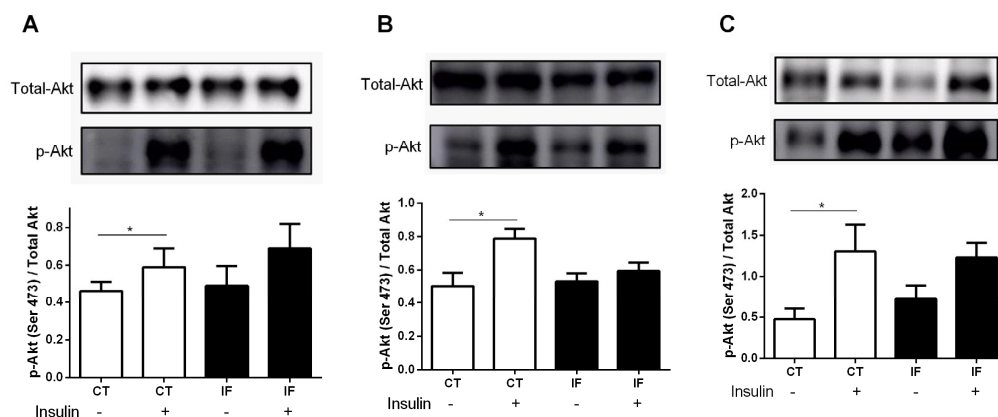 A
Total-Akt
p-Akt
p-Akt (Ser 473) / Total Akt
0.8
0.6
0.4
0.2
0.0
*
CT CT IF IF
Insulin - + - +
B
Total-Akt
p-Akt
p-Akt (Ser 473) / Total Akt
1.0
0.8
0.6
0.4
0.2
0.0
*
CT CT IF IF
Insulin - + - +
C
Total-Akt
p-Akt
p-Akt (Ser 473) / Total Akt
2.0
1.5
1.0
0.5
0.0
*
CT CT IF IF
Insulin - + - +